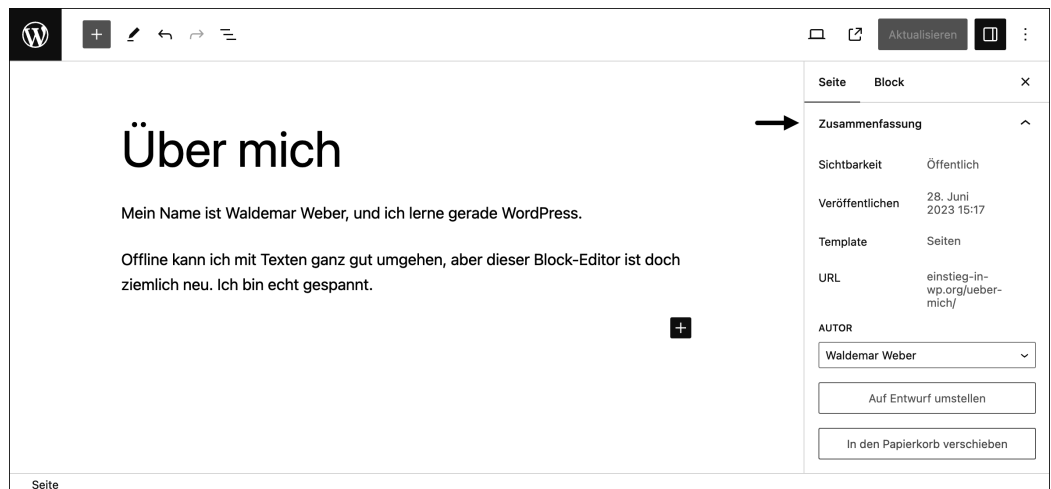 Aktualisieren
Seite Block
Zusammenfassung
Über mich
Mein Name ist Waldemar Weber, und ich lerne gerade WordPress.
Offline kann ich mit Texten ganz gut umgehen, aber dieser Block-Editor ist doch
ziemlich neu. Ich bin echt gespannt.
Sichtbarkeit Öffentlich
Veröffentlichen 28. Juni
2023 15:17
Template Seiten
URL einstieg-in-
wp.org/ueber-
mich/
AUTOR
Waldemar Weber
Auf Entwurf umstellen
In den Papierkorb verschieben
Seite